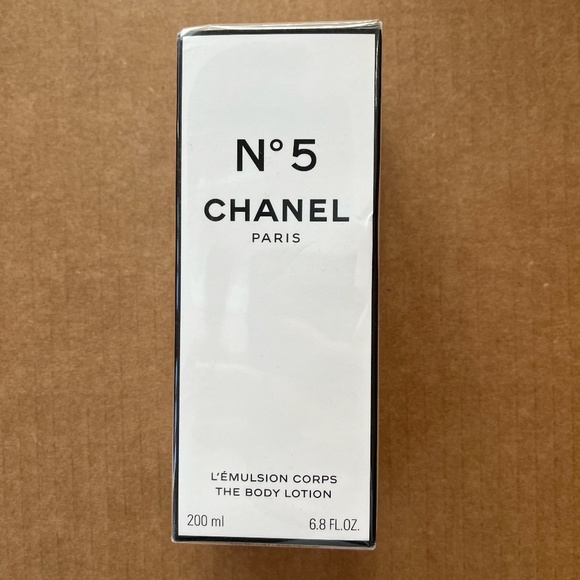 N°5
CHANEL
PARIS
L'ÉMULSION CORPS
THE BODY LOTION
200 ml 6.8 FL.OZ.